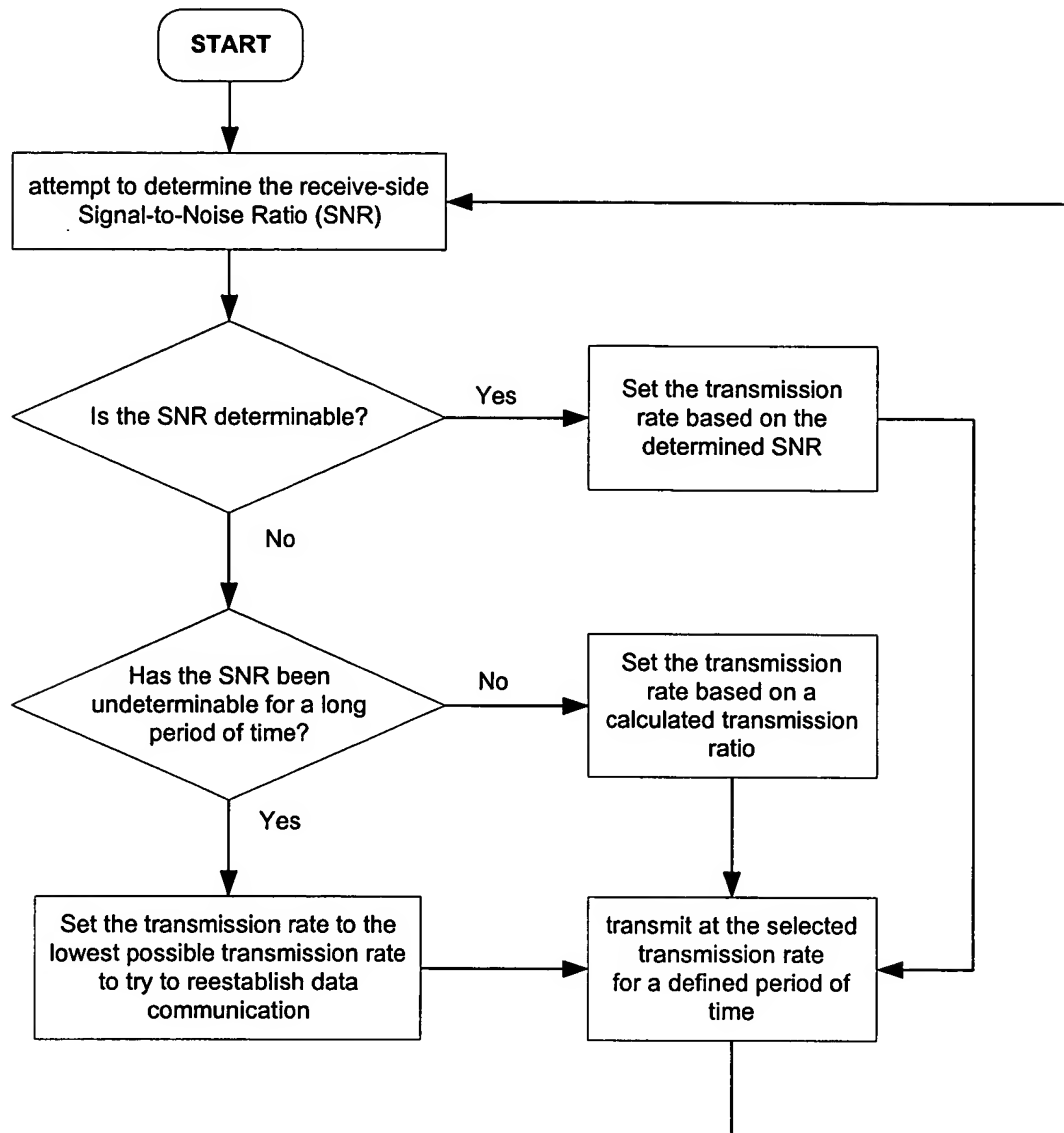 START
attempt to determine the receive-side
Signal-to-Noise Ratio (SNR)
Is the SNR determinable?
Yes
Set the transmission
rate based on the
determined SNR
No
Has the SNR been
undeterminable for a long
period of time?
No
Set the transmission
rate based on a
calculated transmission
ratio
Yes
Set the transmission rate to the
lowest possible transmission rate
to try to reestablish data
communication
transmit at the selected
transmission rate
for a defined period of
time